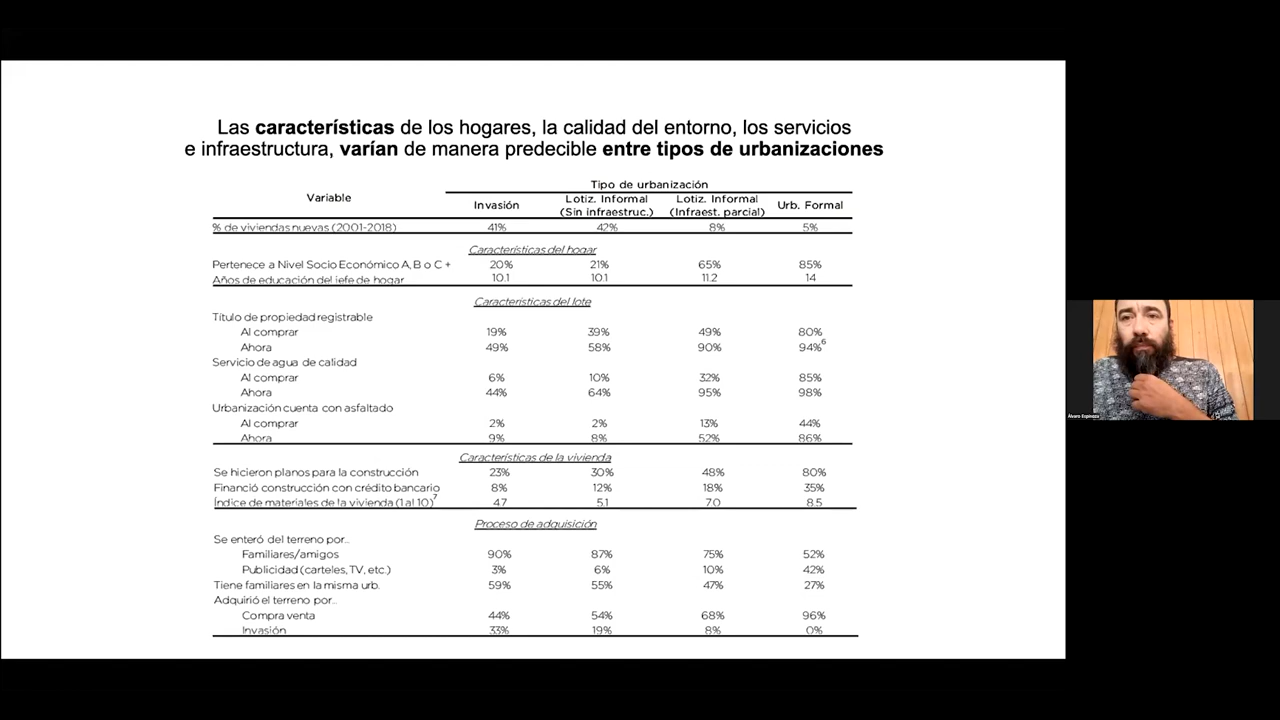 Las características de los hogares, la calidad del entorno, los servicios
e infraestructura, varían de manera predecible entre tipos de urbanizaciones
Variable
Tipo de urbanización
Invasión
Lotiz. Informal
(Sin infraestruc.)
Lotiz. Informal
(Infraest. parcial)
Urb. Formal
% de viviendas nuevas (2001-2018) 41% 42% 8% 5%
Características del hogar
Pertenece a Nivel Socio Económico A, B o C + 20% 21% 65% 85%
Años de educación del jefe de hogar 10.1 10.1 11.2 14
Características del lote
Título de propiedad registrable
Al comprar 19% 39% 49% 80%
Ahora 49% 58% 90% 94%6
Servicio de agua de calidad
Al comprar 6% 10% 32% 85%
Ahora 44% 64% 95% 98%
Urbanización cuenta con asfaltado
Al comprar 2% 2% 13% 44%
Ahora 9% 8% 52% 86%
Características de la vivienda
Se hicieron planos para la construcción 23% 30% 48% 80%
Financió construcción con crédito bancario 8% 12% 18% 35%
Índice de materiales de la vivienda (1 al 10)7 4.7 5.1 7.0 8.5
Proceso de adquisición
Se enteró del terreno por...
Familiares/amigos 90% 87% 75% 52%
Publicidad (carteles, TV, etc.) 3% 6% 10% 42%
Tiene familiares en la misma urb. 59% 55% 47% 27%
Adquirió el terreno por...
Compra venta 44% 54% 68% 96%
Invasión 33% 19% 8% 0%
Álvaro Espinoza